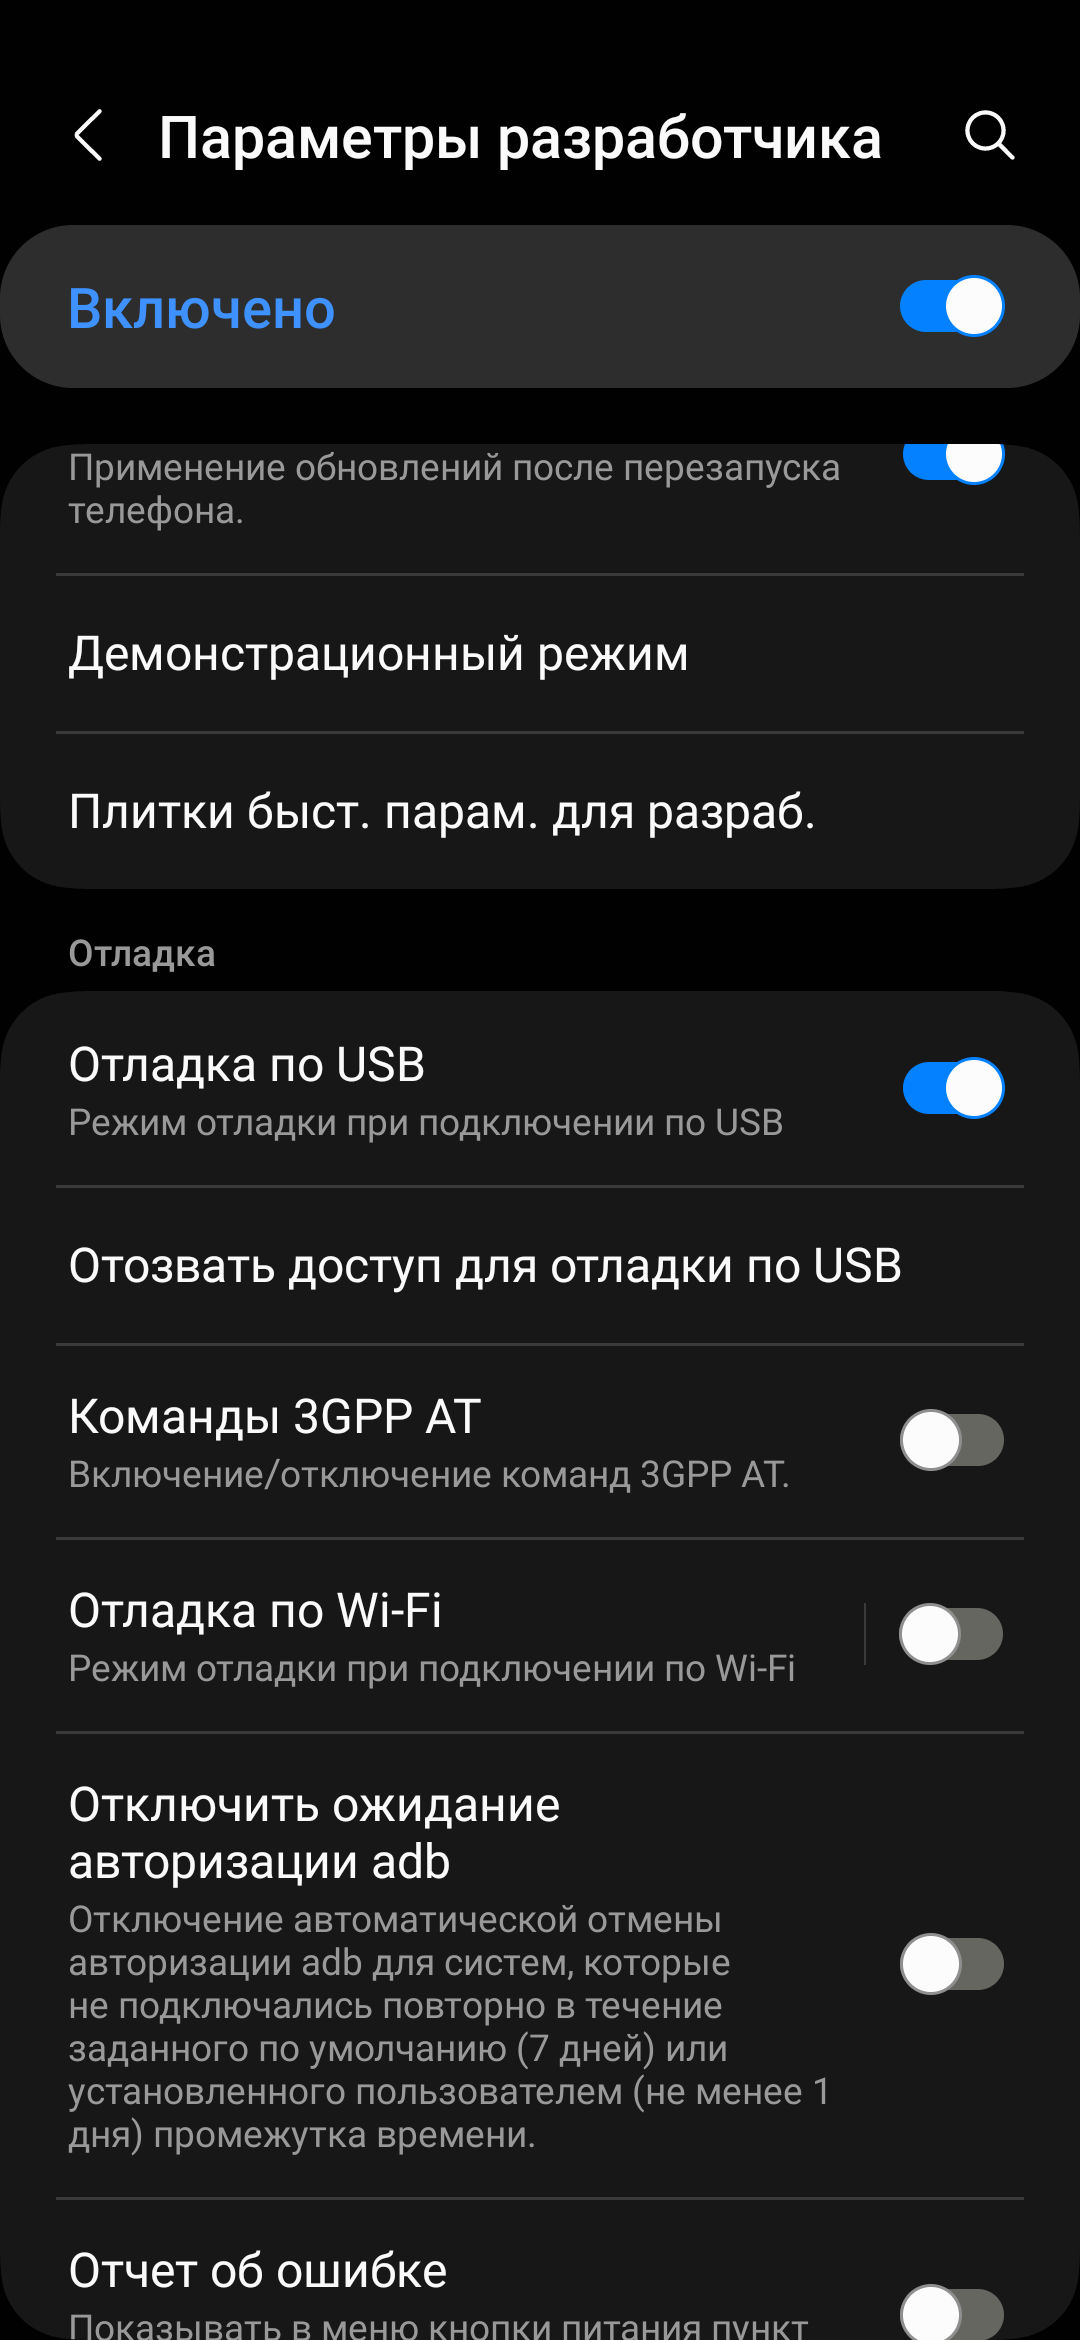 Параметры разработчика
Включено
Применение обновлений после перезапуска
телефона.
Демонстрационный режим
Плитки быст. парам. для разраб.
Отладка
Отладка по USB
Режим отладки при подключении по USB
Отозвать доступ для отладки по USB
Команды 3GPP AT
Включение/отключение команд 3GPP AT.
Отладка по Wi-Fi
Режим отладки при подключении по Wi-Fi
Отключить ожидание
авторизации adb
Отключение автоматической отмены
авторизации adb для систем, которые
не подключались повторно в течение
заданного по умолчанию (7 дней) или
установленного пользователем (не менее 1
дня) промежутка времени.
Отчет об ошибке
Показывать в меню кнопки питания пункт